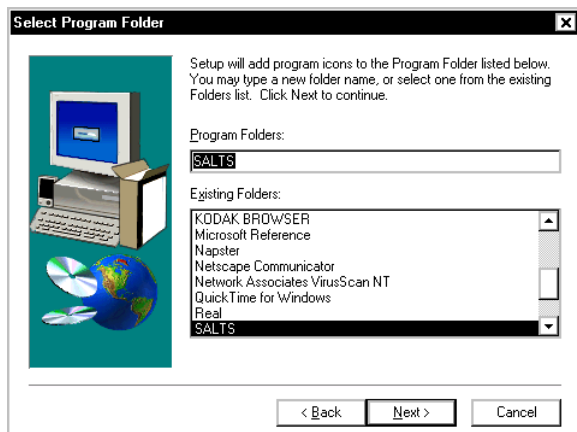 Select Program Folder
Setup will add program icons to the Program Folder listed below.
You may type a new folder name, or select one from the existing
Folders list. Click Next to continue.
Program Folders:
SALTS
Existing Folders:
KODAK BROWSER
Microsoft Reference
Napster
Netscape Communicator
Network Associates VirusScan NT
QuickTime for Windows
Real
SALTS
< Back
Next >
Cancel